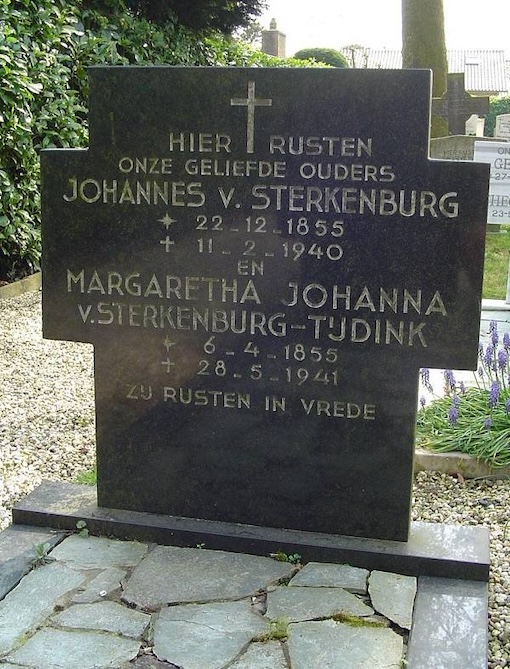 HIER RUSTEN
ONZE GELIEFDE OUDERS
JOHANNES v. STERKENBURG
22-12-1855
11-2-1940
EN
MARGARETHA JOHANNA
v. STERKENBURG-TIJDINK
6-4-1855
28-5-1941
ZIJ RUSTEN IN VREDE